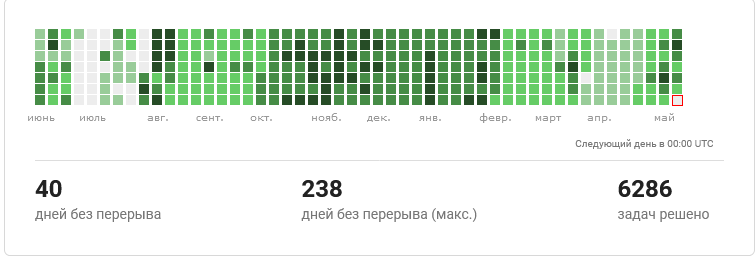 июнь июль авг. сент. окт. нояб. дек. янв. февр. март апр. май
Следующий день в 00:00 UTC
40 238 6286
дней без перерыва дней без перерыва (макс.) задач решено